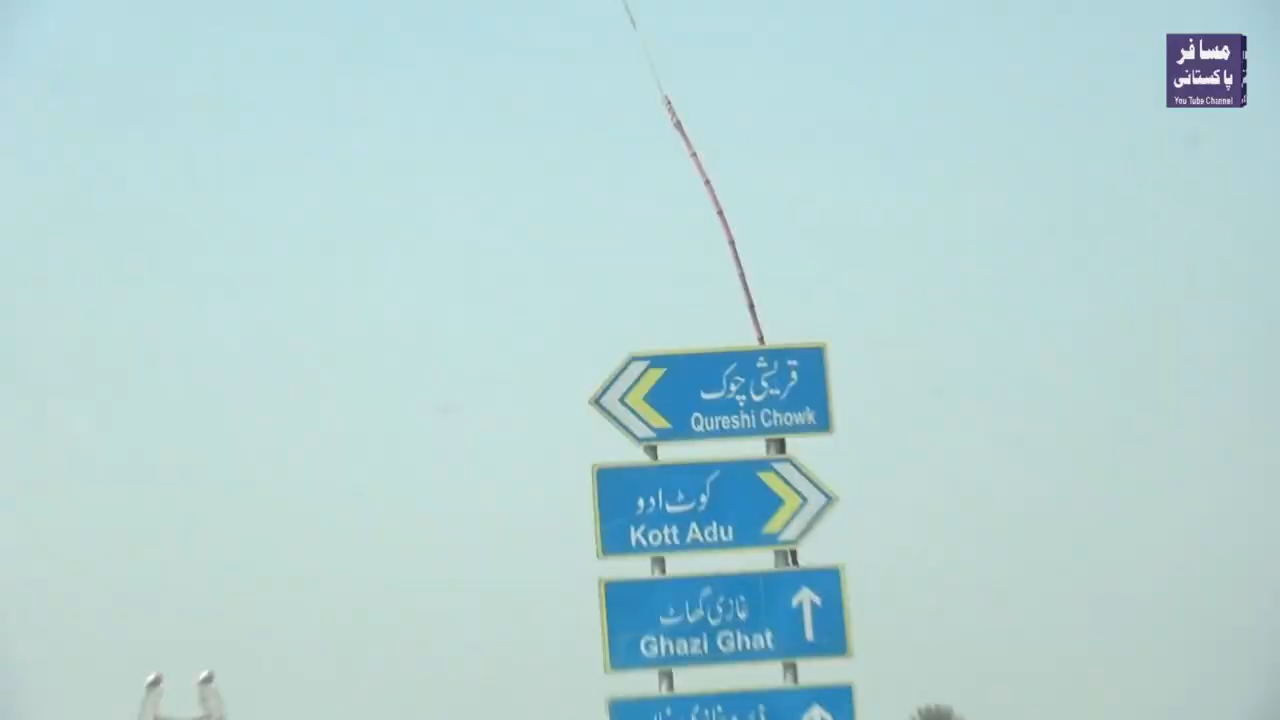 مسافر
پاکستانی
You Tube Channel
قریشی چوک
Qureshi Chowk
کوٹ ادو
Kott Adu
غازی گھاٹ
Ghazi Ghat